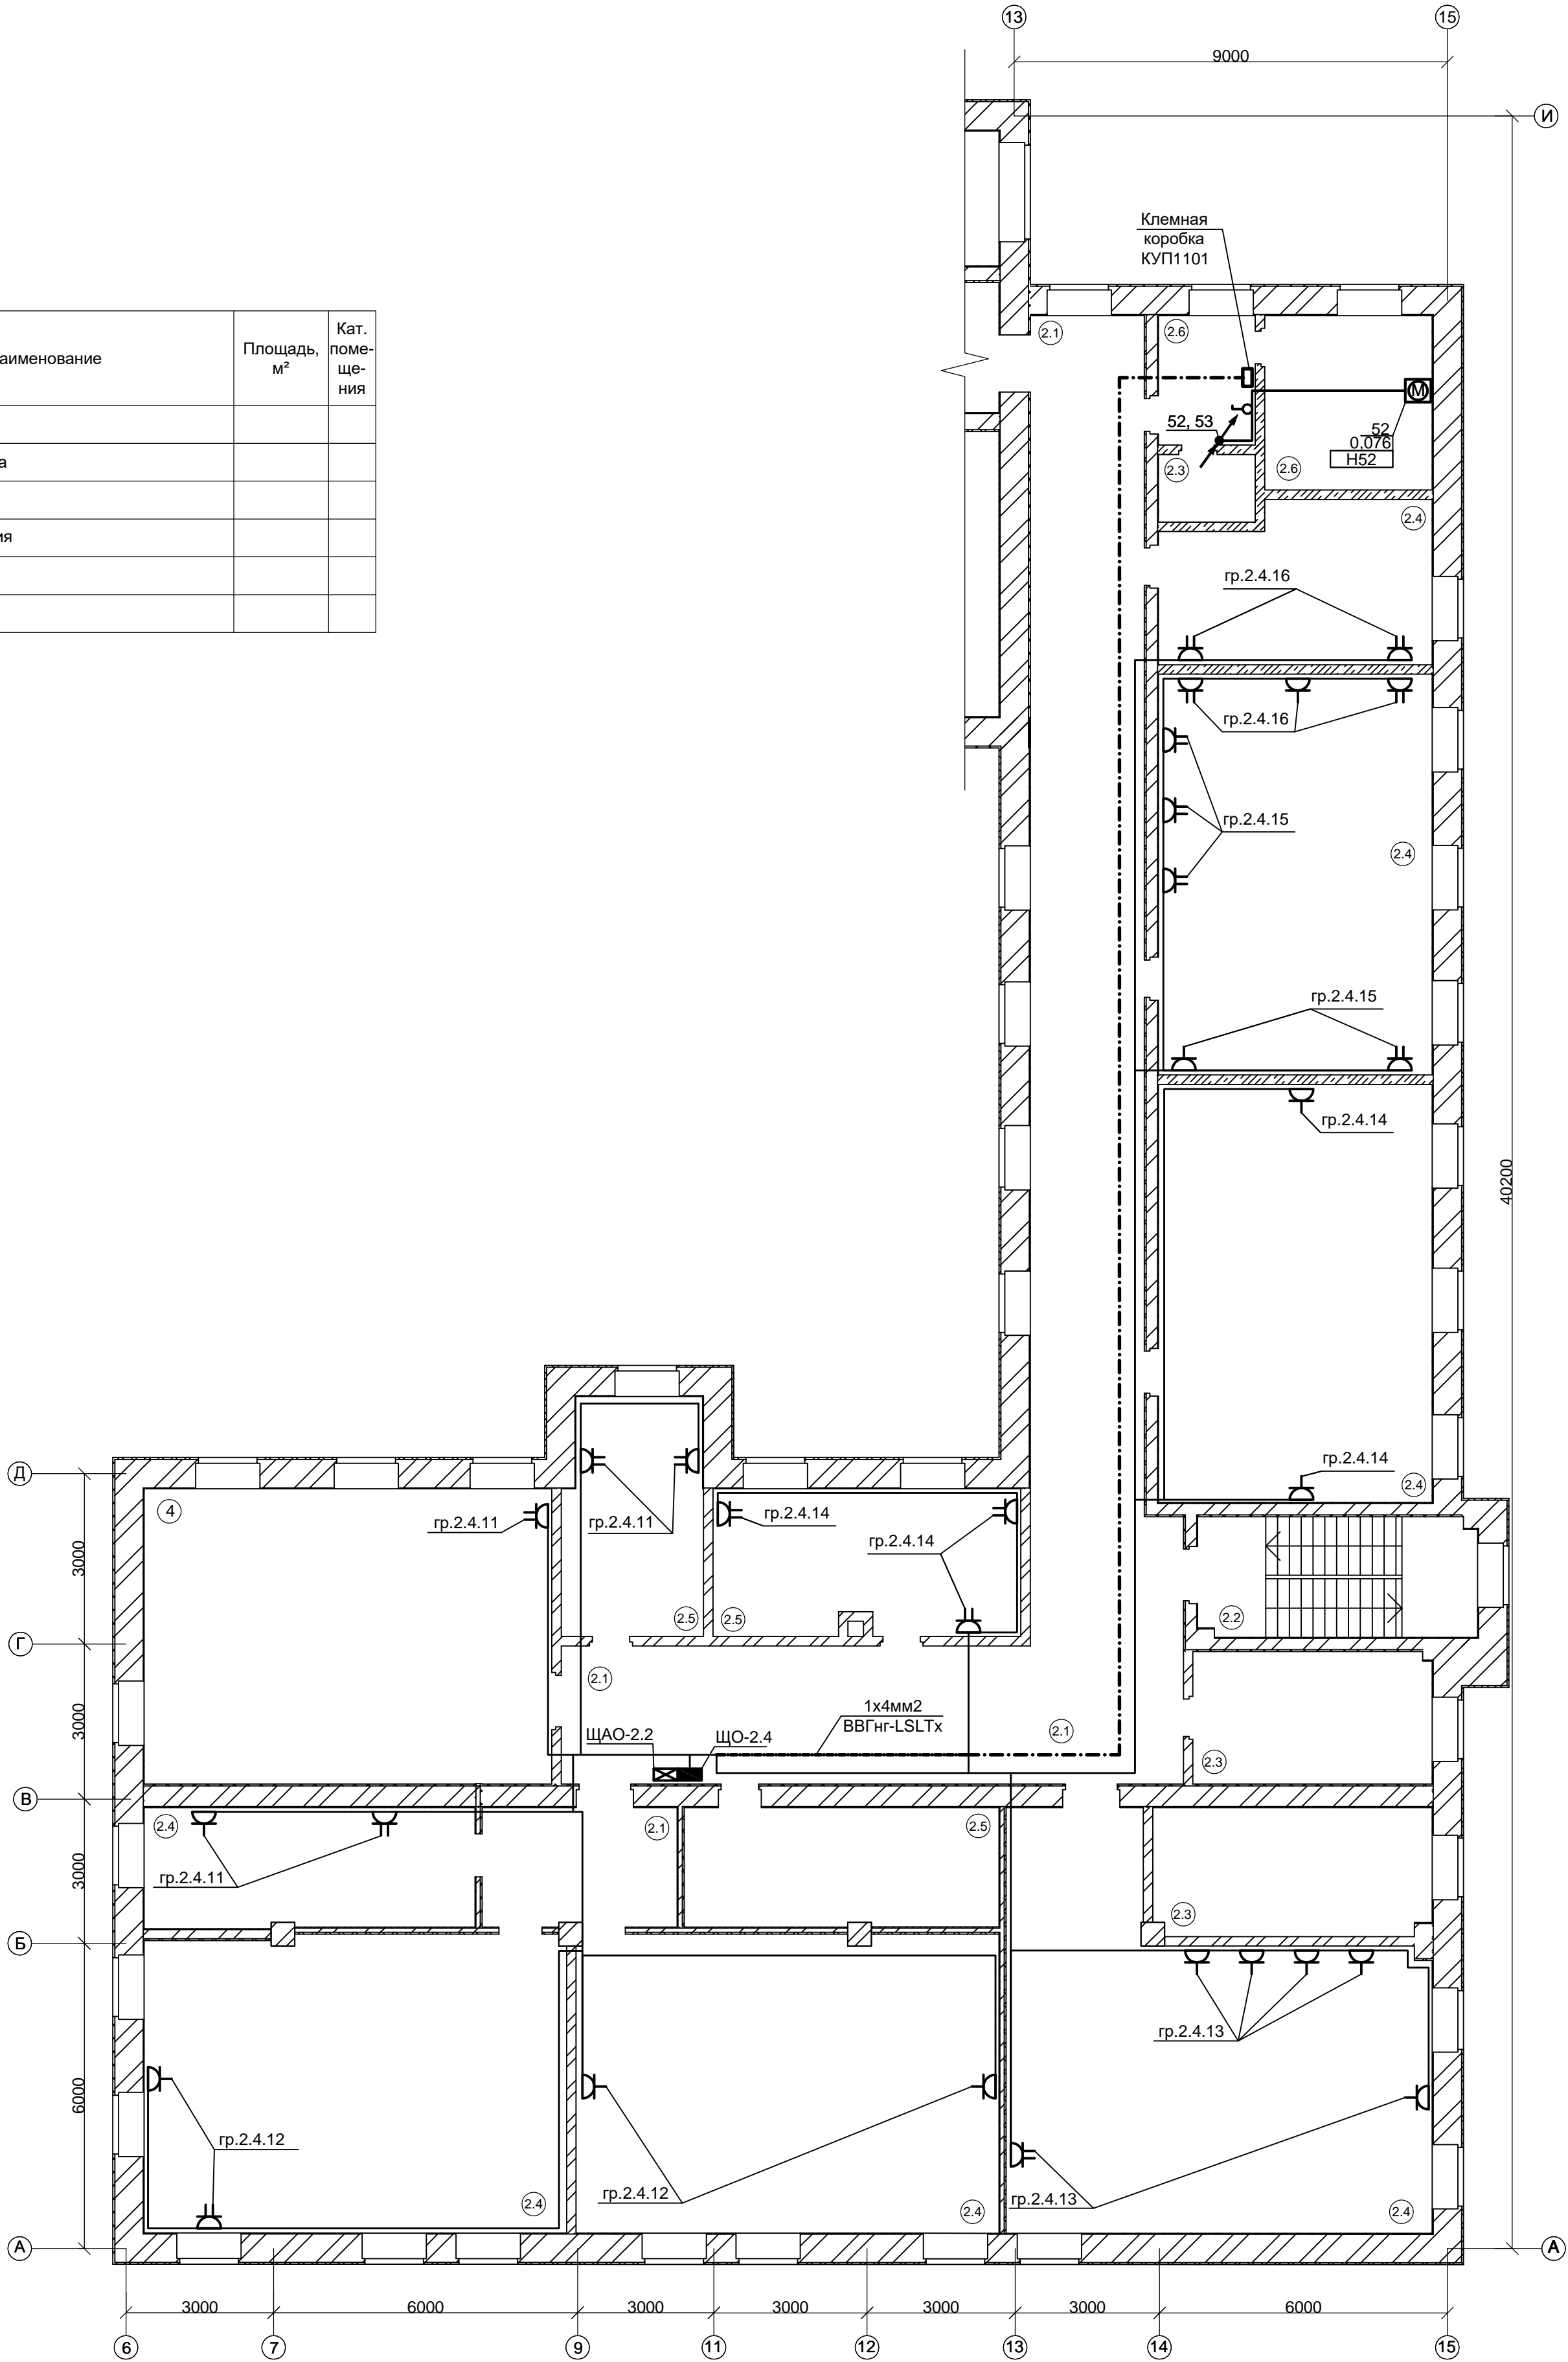 13
15
9000
И
Клемная
коробка
КУП1101
аименование
Площадь,
м²
Кат.
поме-
ще-
ния
а
ия
2.1
2.6
52, 53
М
52
0,076
Н52
2.3
2.6
2.4
гр.2.4.16
гр.2.4.16
гр.2.4.15
2.4
гр.2.4.15
гр.2.4.14
40200
гр.2.4.14
2.4
Д
4
гр.2.4.11
гр.2.4.11
гр.2.4.14
гр.2.4.14
3000
2.5
2.5
2.2
Г
2.1
3000
1х4мм2
ВВГнг-LSLTx
ЩАО-2.2
ЩО-2.4
2.1
2.3
В
2.4
2.1
2.5
3000
гр.2.4.11
2.3
Б
гр.2.4.13
6000
гр.2.4.12
гр.2.4.12
гр.2.4.13
2.4
2.4
2.4
А
А
3000
6000
3000
3000
3000
3000
6000
6
7
9
11
12
13
14
15